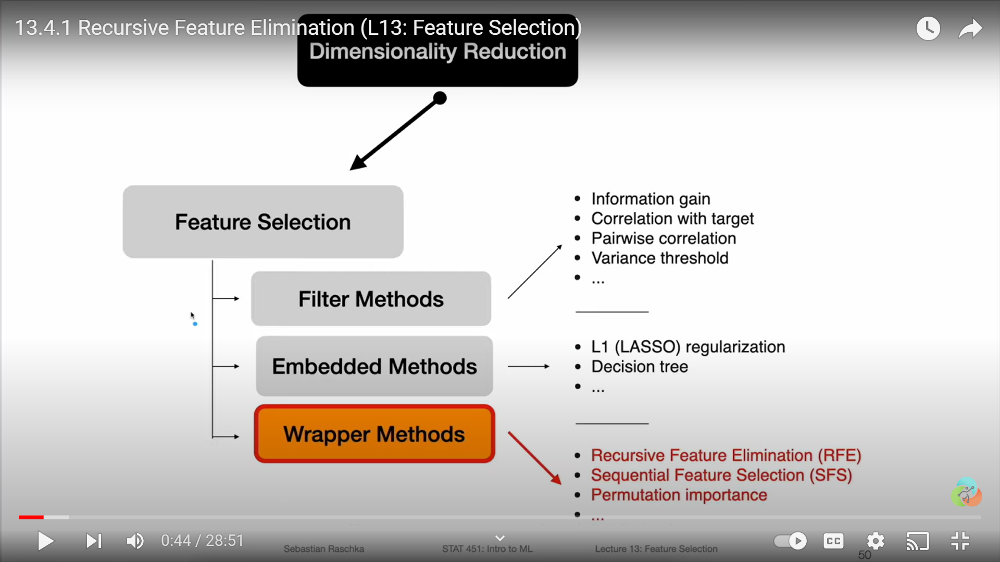 13.4.1 Recursive Feature Elimination (L13: Feature Selection)
Dimensionality Reduction
Feature Selection
Filter Methods
Embedded Methods
Wrapper Methods
• Information gain
• Correlation with target
• Pairwise correlation
• Variance threshold
• ...
• L1 (LASSO) regularization
• Decision tree
• ...
• Recursive Feature Elimination (RFE)
• Sequential Feature Selection (SFS)
• Permutation importance
• ...
0:44 / 28:51
CC
Sebastian Raschka
STAT 451: Intro to ML
Lecture 13: Feature Selection
50